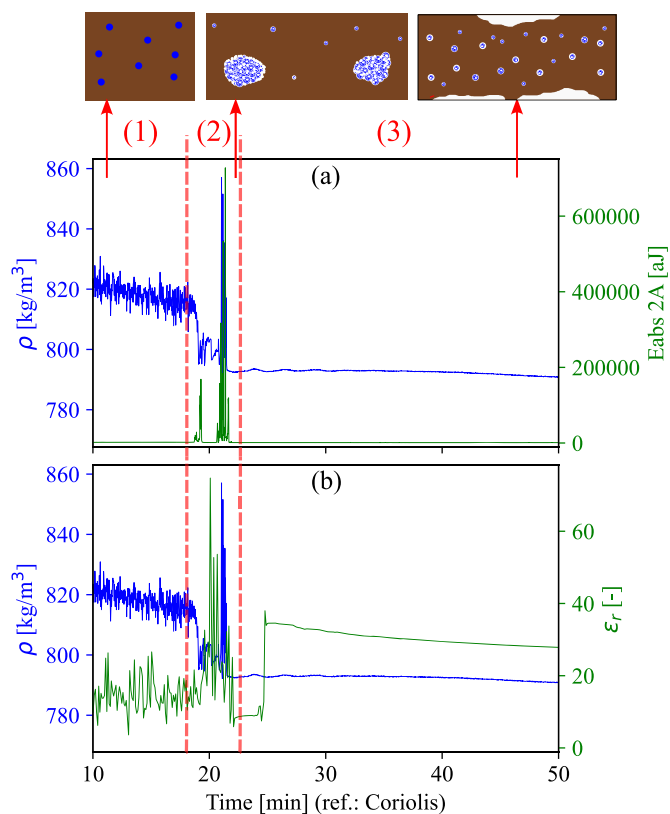 (1) (2) (3)
(a)
860
840
820
800
780
ρ [kg/m³]
600000
400000
200000
0
Eabs 2A [aJ]
(b)
860
840
820
800
780
ρ [kg/m³]
60
40
20
0
εr [-]
10 20 30 40 50
Time [min] (ref.: Coriolis)